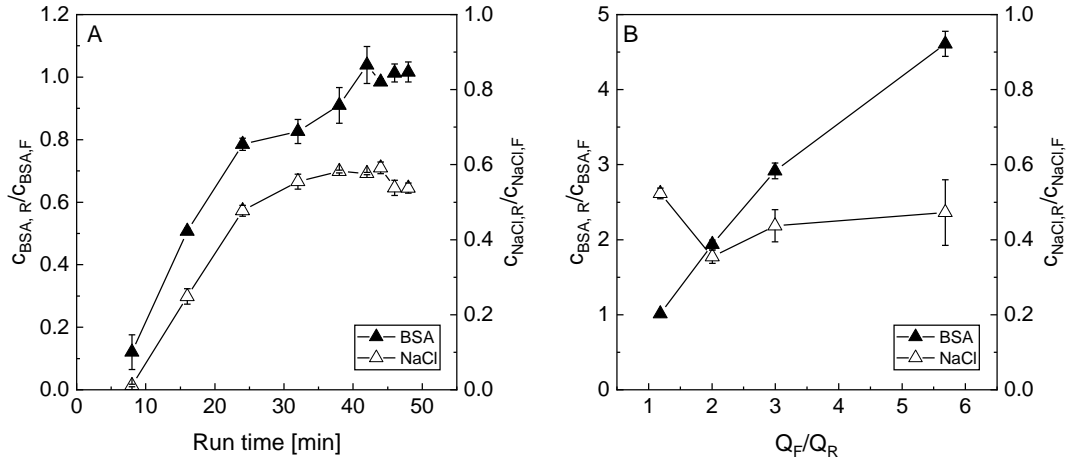 A
1.2
1.0
0.8
0.6
0.4
0.2
0.0
c_BSA, R/c_BSA,F
1.0
0.8
0.6
0.4
0.2
0.0
c_NaCl,R/c_NaCl,F
BSA
NaCl
0 10 20 30 40 50
Run time [min]
B
5
4
3
2
1
0
c_BSA, R/c_BSA,F
1.0
0.8
0.6
0.4
0.2
0.0
c_NaCl,R/c_NaCl,F
BSA
NaCl
1 2 3 4 5 6
Q_F/Q_R